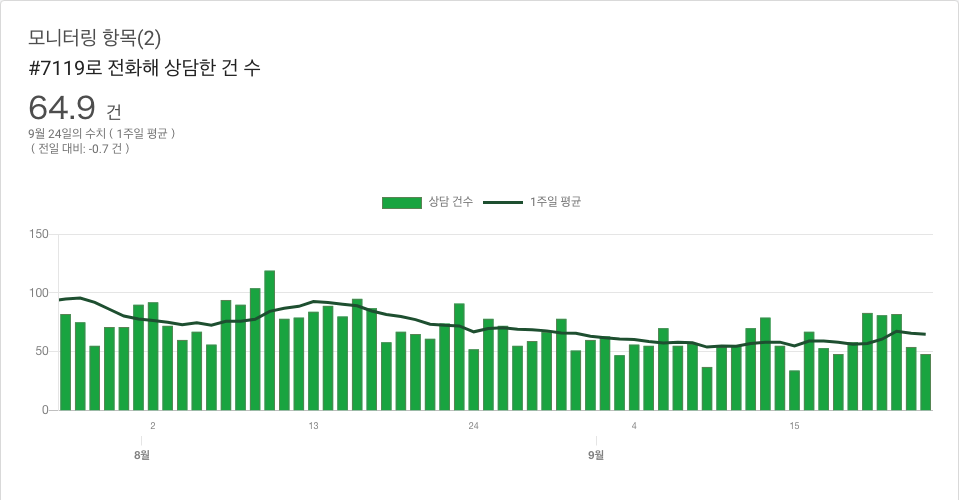 모니터링 항목(2)
#7119로 전화해 상담한 건 수
64.9 건
9월 24일의 수치 ( 1주일 평균 )
( 전일 대비: -0.7 건 )
상담 건수 1주일 평균
150
100
50
0
2 13 24 4 15
8월 9월